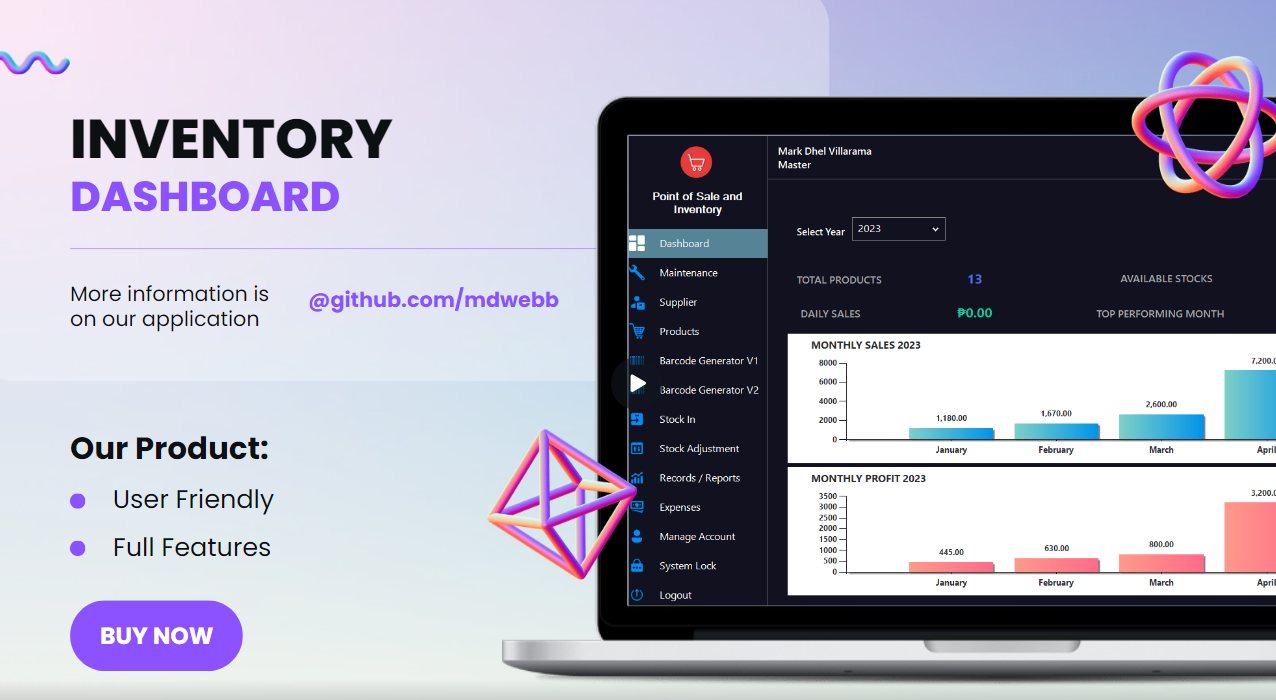 INVENTORY
DASHBOARD
More information is
on our application
@github.com/mdwebb
Our Product:
User Friendly
Full Features
BUY NOW
Point of Sale and
Inventory
Dashboard
Maintenance
Supplier
Products
Barcode Generator V1
Barcode Generator V2
Stock In
Stock Adjustment
Records / Reports
Expenses
Manage Account
System Lock
Logout
Mark Dhel Villarama
Master
Select Year 2023
TOTAL PRODUCTS 13 AVAILABLE STOCKS
DAILY SALES ₱0.00 TOP PERFORMING MONTH
MONTHLY SALES 2023
8000
6000
4000
2000
0
1,180.00 1,670.00 2,600.00 7,200.0
January February March April
MONTHLY PROFIT 2023
3500
3000
2500
2000
1500
1000
500
0
445.00 630.00 800.00 3,200.0
January February March April